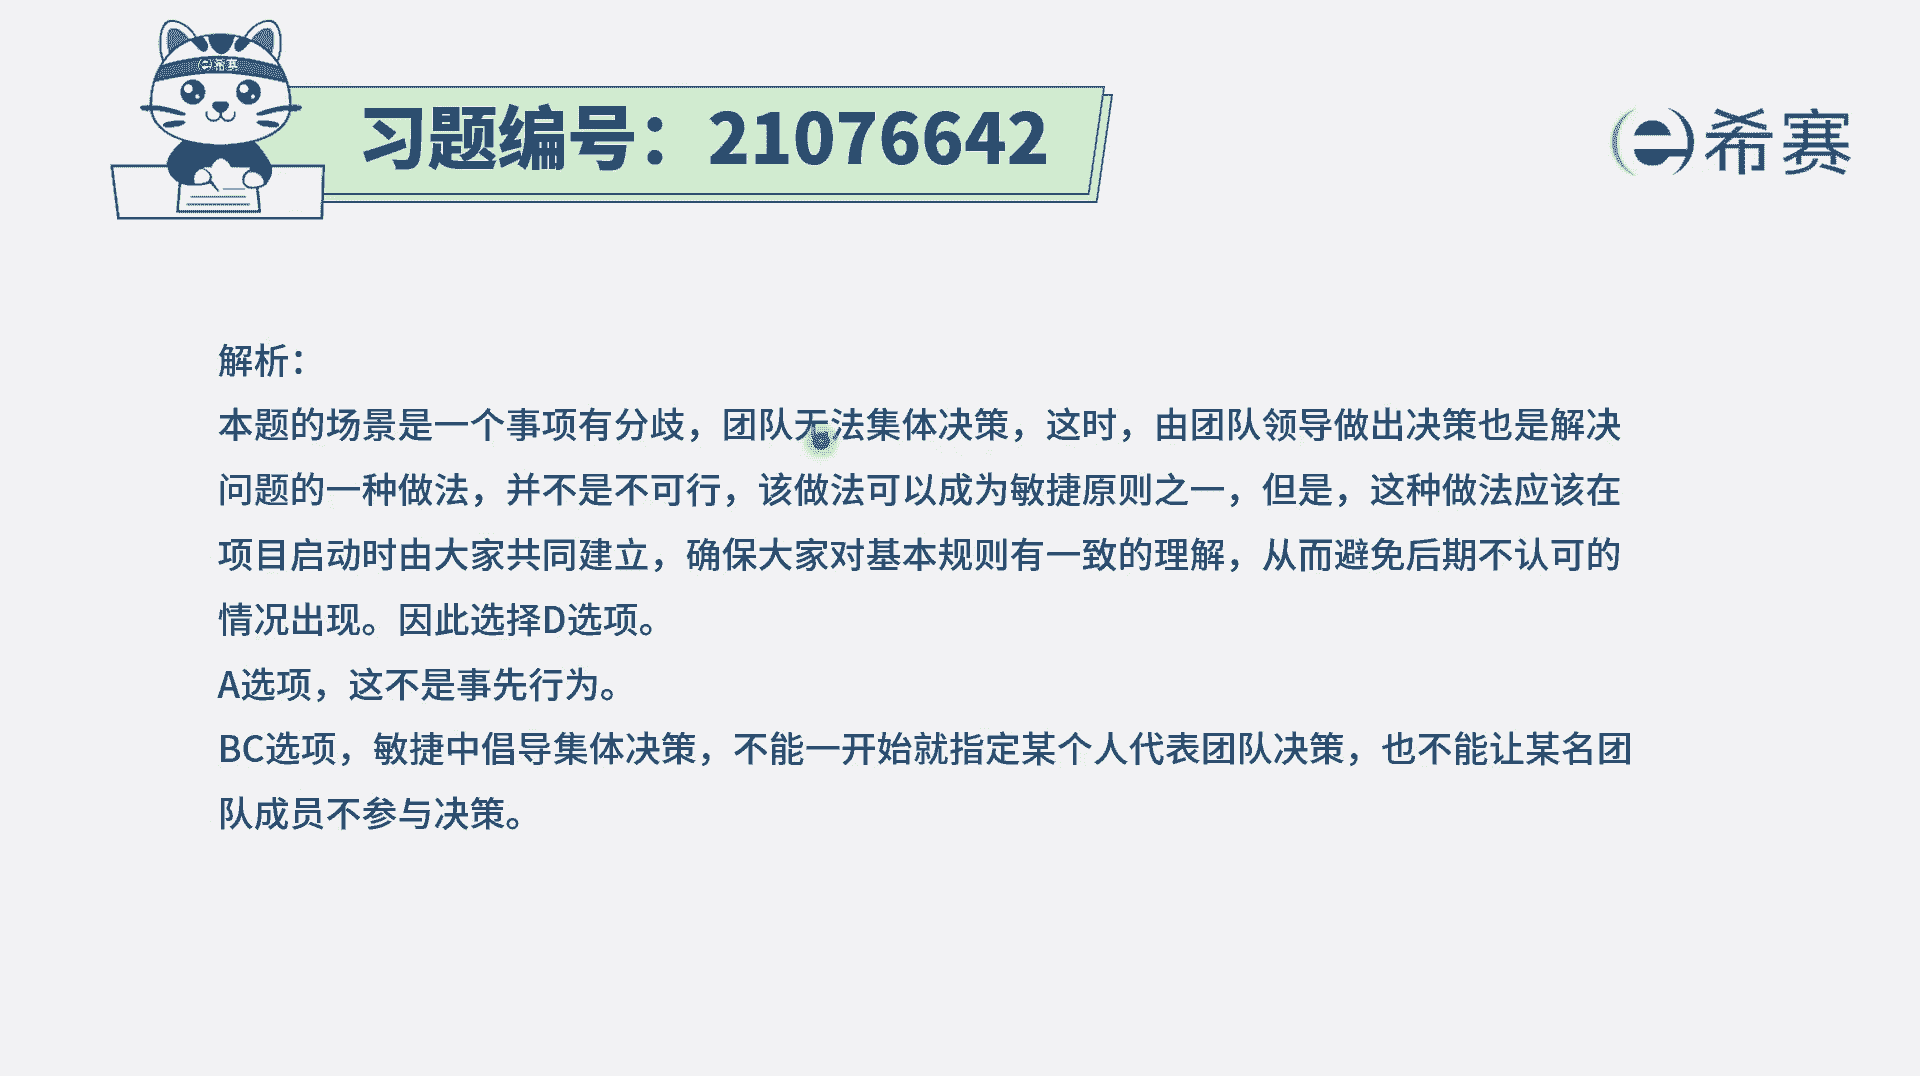 希赛
习题编号：21076642
希赛
解析：
本题的场景是一个事项有分歧，团队无法集体决策，这时，由团队领导做出决策也是解决
问题的一种做法，并不是不可行，该做法可以成为敏捷原则之一，但是，这种做法应该在
项目启动时由大家共同建立，确保大家对基本规则有一致的理解，从而避免后期不认可的
情况出现。因此选择D选项。
A选项，这不是事先行为。
BC选项，敏捷中倡导集体决策，不能一开始就指定某个人代表团队决策，也不能让某名团
队成员不参与决策。